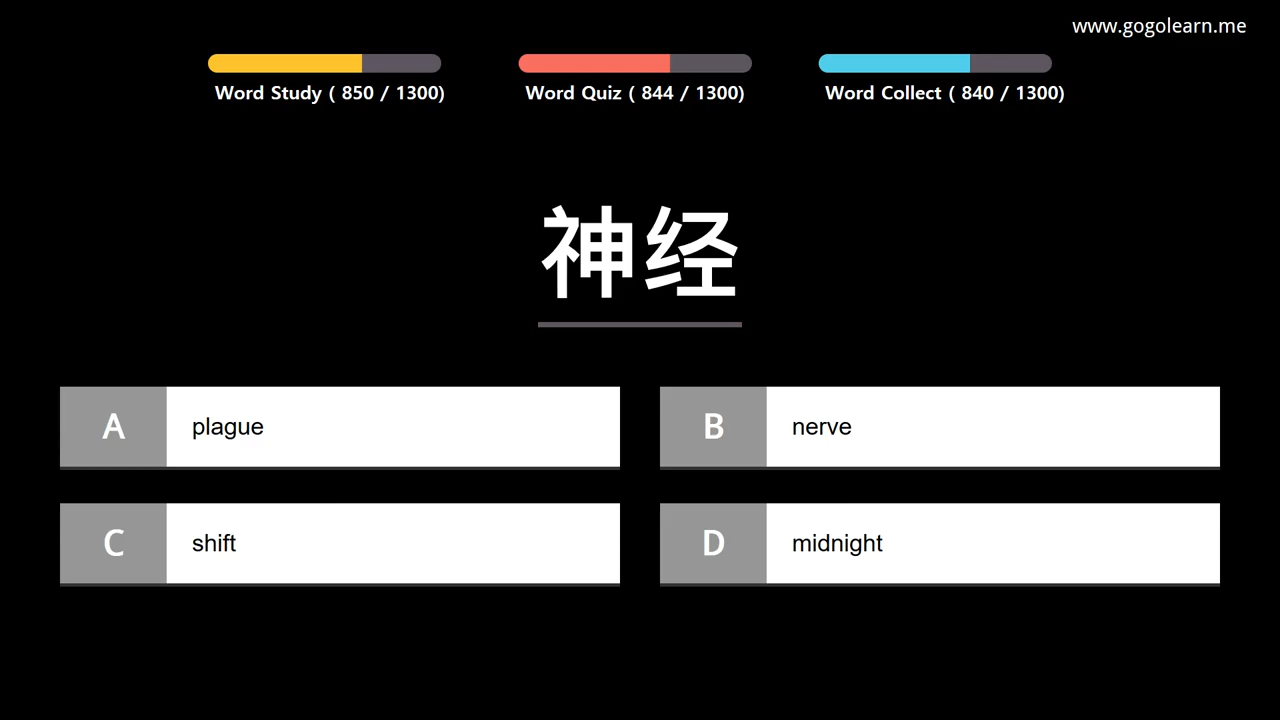 www.gogolearn.me
Word Study ( 850 / 1300)
Word Quiz ( 844 / 1300)
Word Collect ( 840 / 1300)
神经
A plague
B nerve
C shift
D midnight